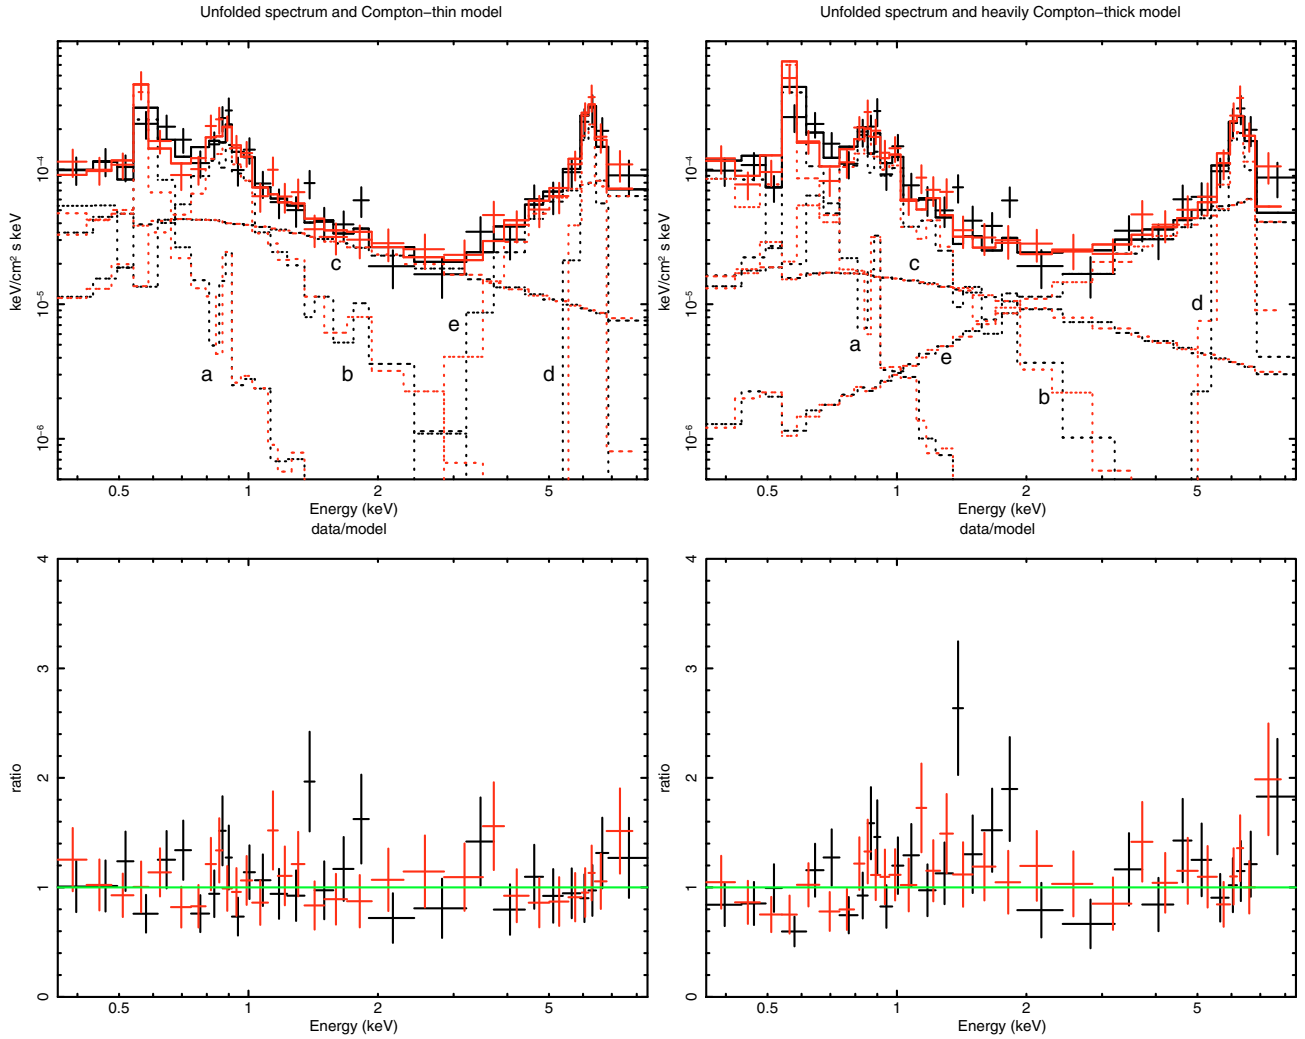 Unfolded spectrum and Compton−thin model
Unfolded spectrum and heavily Compton−thick model
keV/cm² s keV
10⁻⁴
10⁻⁵
10⁻⁶
a
b
c
d
e
0.5
1
2
5
Energy (keV)
keV/cm² s keV
10⁻⁴
10⁻⁵
10⁻⁶
a
b
c
d
e
0.5
1
2
5
Energy (keV)
data/model
ratio
4
3
2
1
0
0.5
1
2
5
Energy (keV)
data/model
ratio
4
3
2
1
0
0.5
1
2
5
Energy (keV)